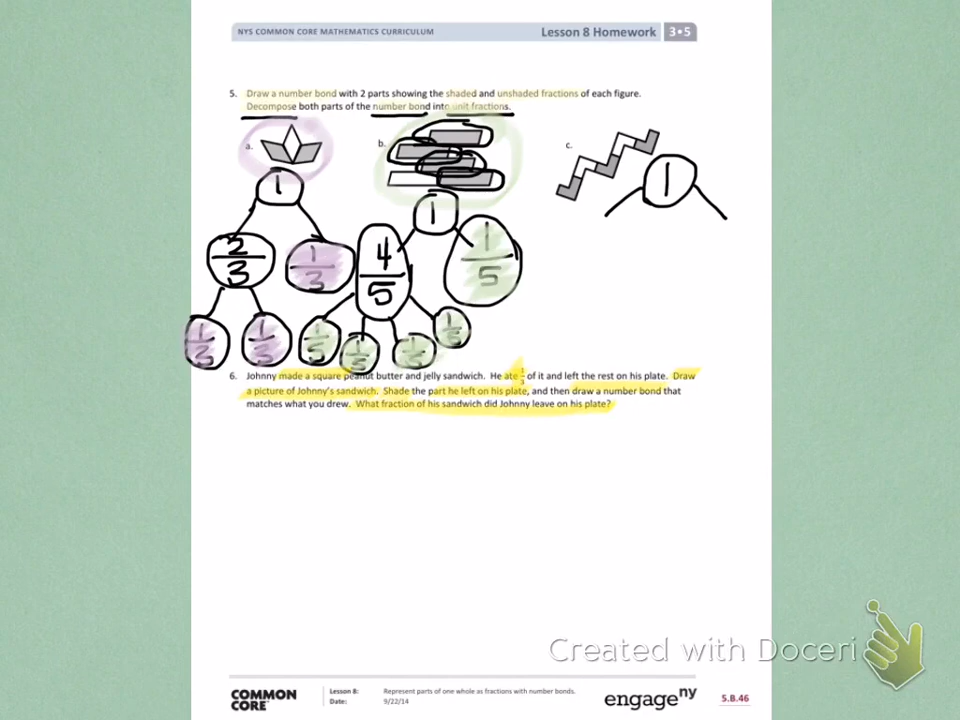 NYS COMMON CORE MATHEMATICS CURRICULUM Lesson 8 Homework 3•5
5. Draw a number bond with 2 parts showing the shaded and unshaded fractions of each figure.
Decompose both parts of the number bond into unit fractions.
a. b. c.
1 1 1
2/3 1/3 4/5 1/5
1/3 1/3 1/5 1/5 1/5 1/5
6. Johnny made a square peanut butter and jelly sandwich. He ate 1/3 of it and left the rest on his plate. Draw
a picture of Johnny's sandwich. Shade the part he left on his plate, and then draw a number bond that
matches what you drew. What fraction of his sandwich did Johnny leave on his plate?
Created with Doceri
COMMON CORE™
Lesson 8: Represent parts of one whole as fractions with number bonds.
Date: 9/22/14
engage ny
5.B.46